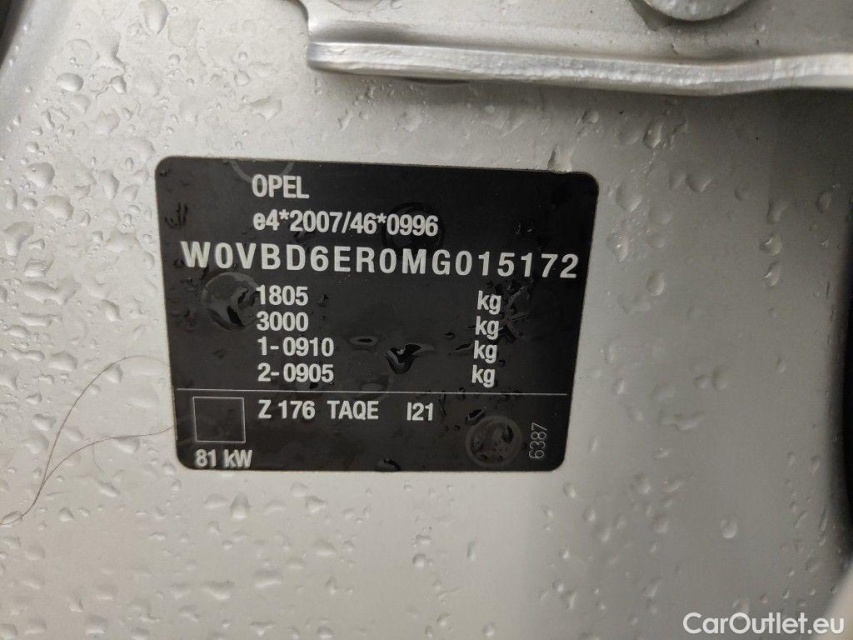 OPEL
e4*2007/46*0996
W0VBD6ER0MG015172
1805 kg
3000 kg
1-0910 kg
2-0905 kg
Z 176 TAQE I21
81 kW
6387
CarOutlet.eu